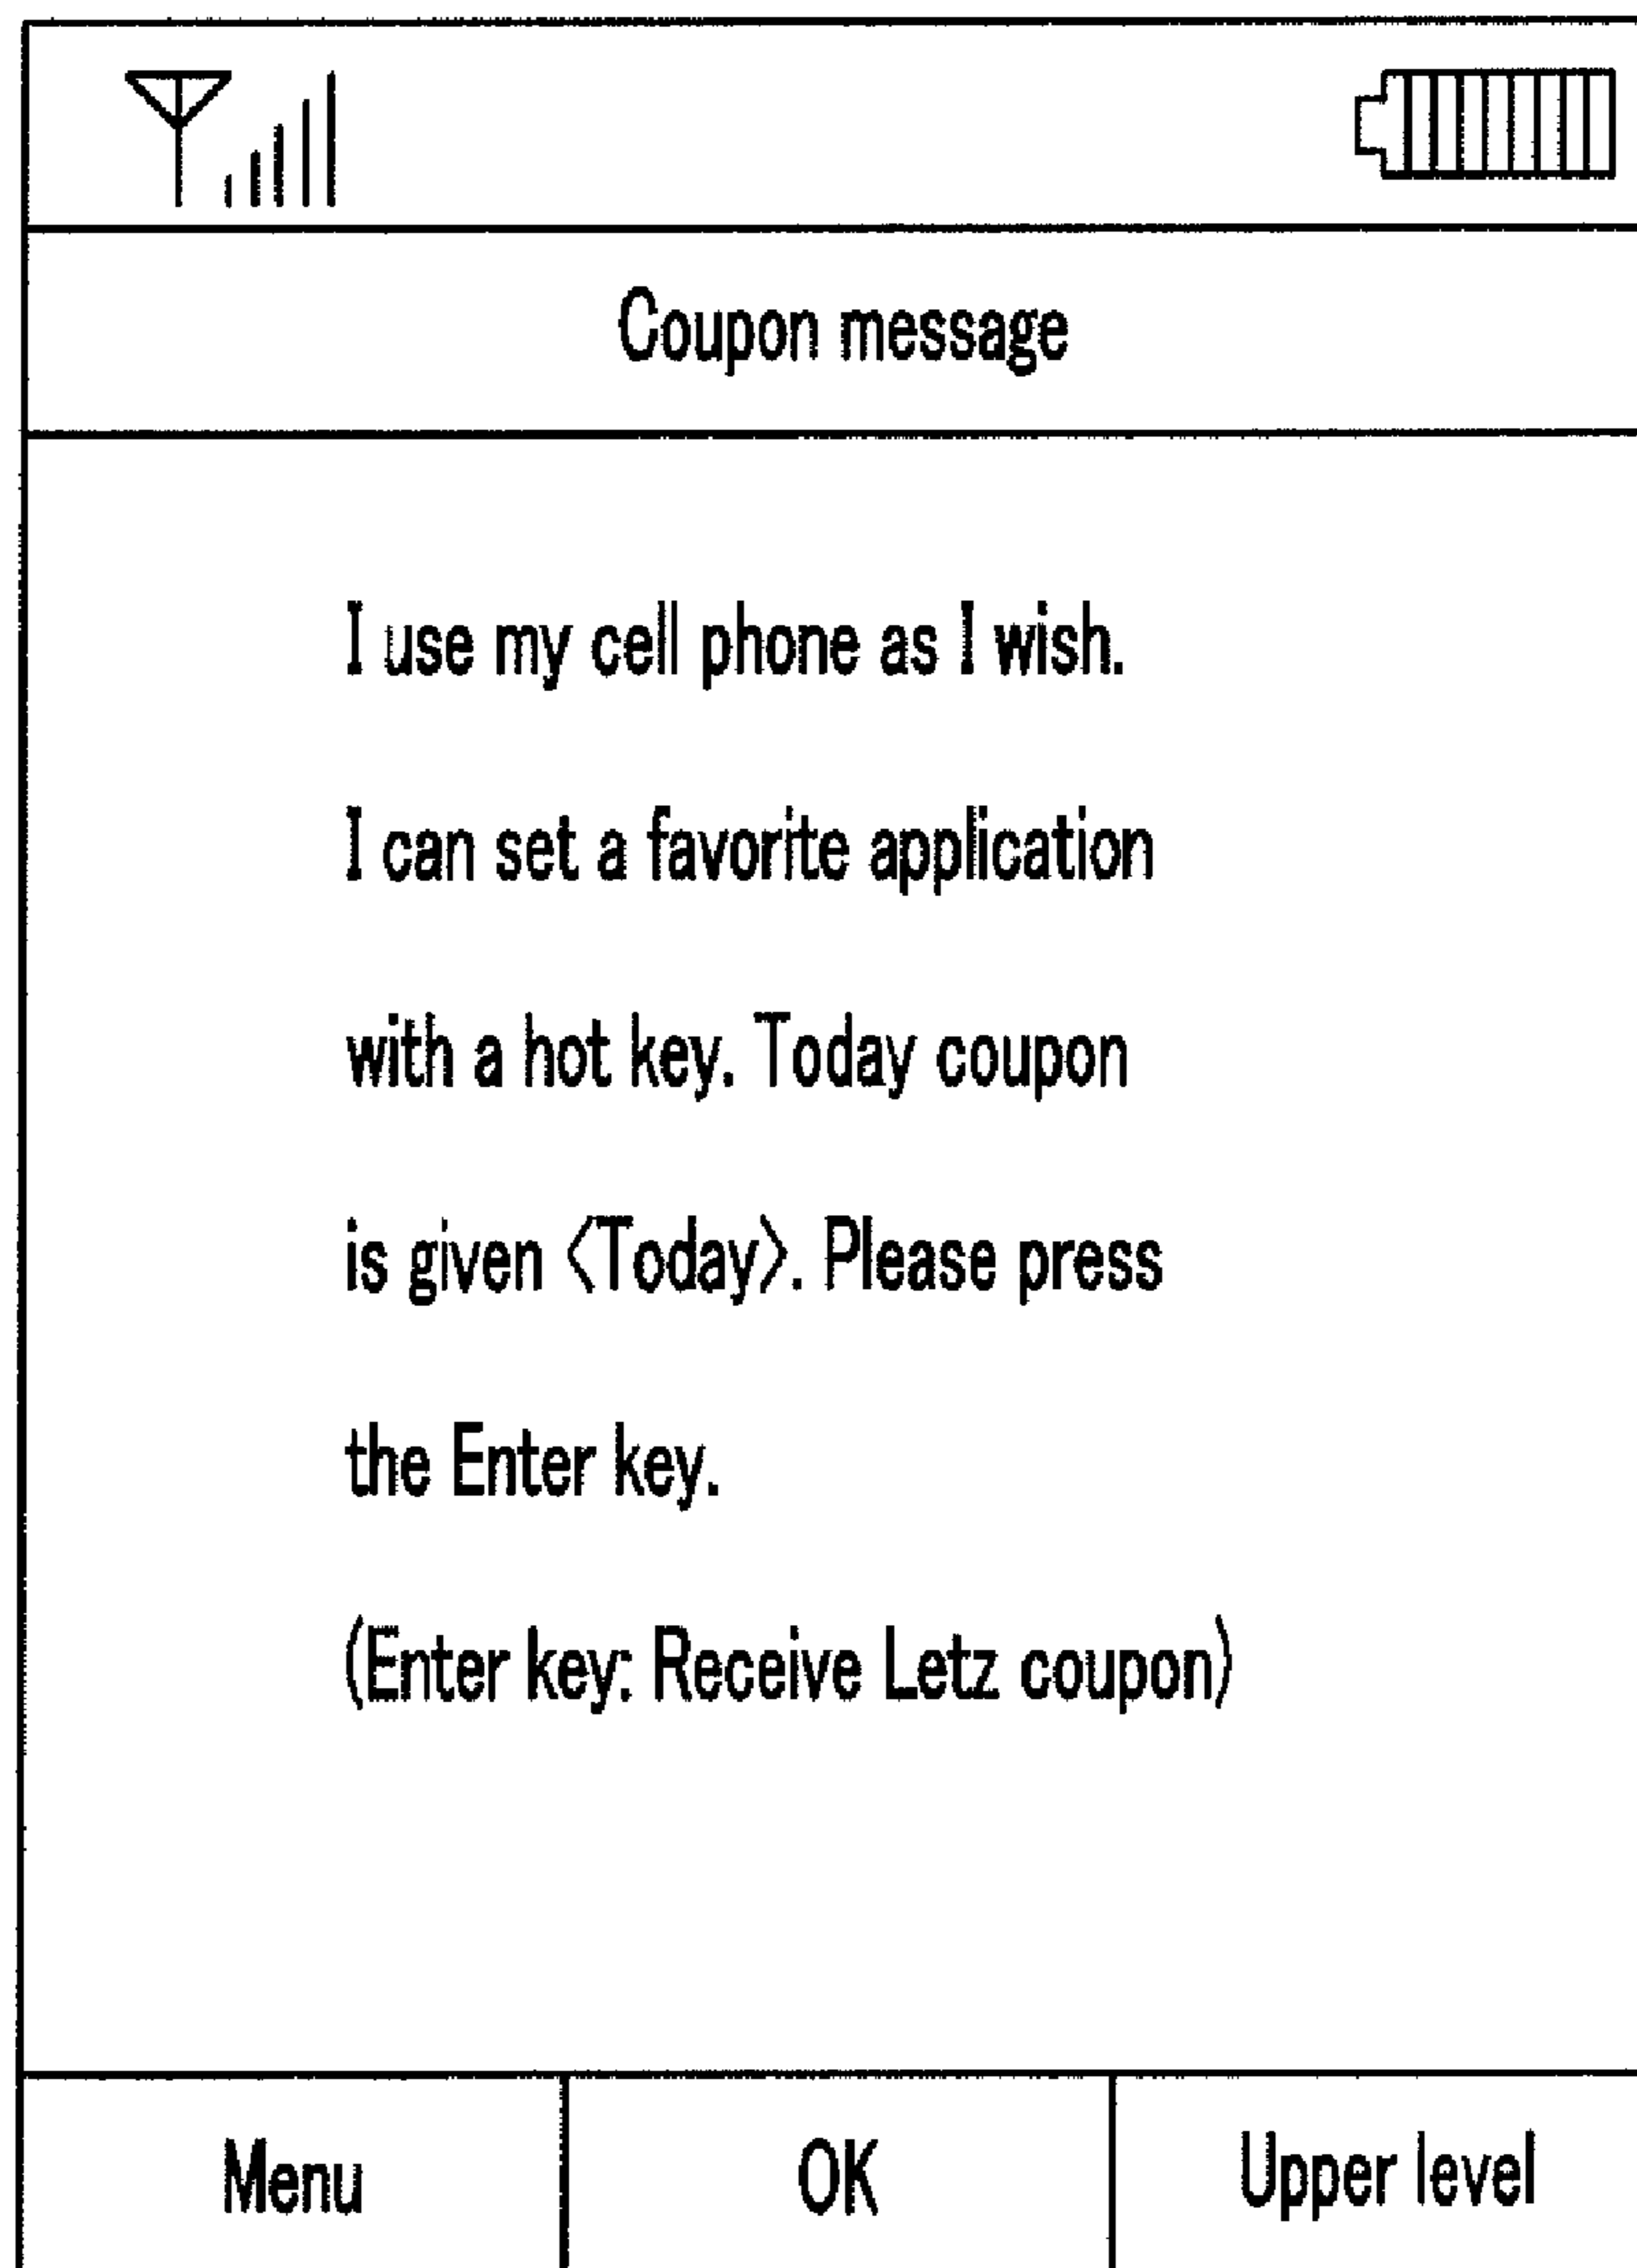 Coupon message
I use my cell phone as I wish.
I can set a favorite application
with a hot key. Today coupon
is given 〈Today〉. Please press
the Enter key.
(Enter key: Receive Letz coupon)
Menu OK Upper level